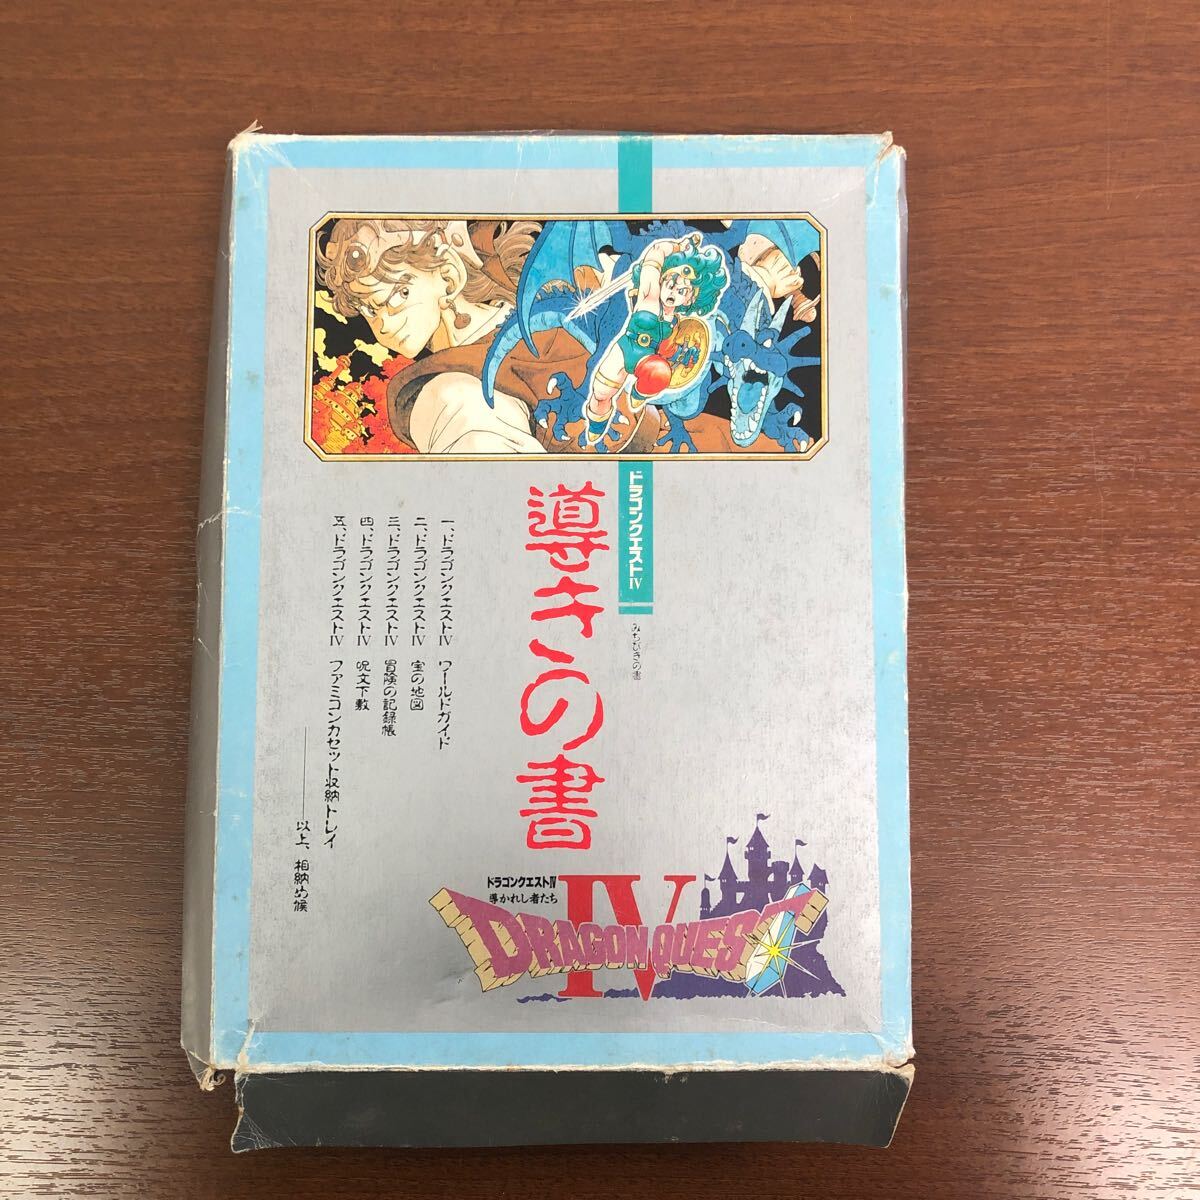 ドラゴンクエストIV
みちびきの書
導きの書
一、ドラゴンクエストIV ワールドガイド
二、ドラゴンクエストIV 宝の地図
三、ドラゴンクエストIV 冒険の記録帳
四、ドラゴンクエストIV 呪文下敷
五、ドラゴンクエストIV ファミコンカセット収納トレイ
以上、相納め候
ドラゴンクエストIV
導かれし者たち
DRAGON QUEST
IV